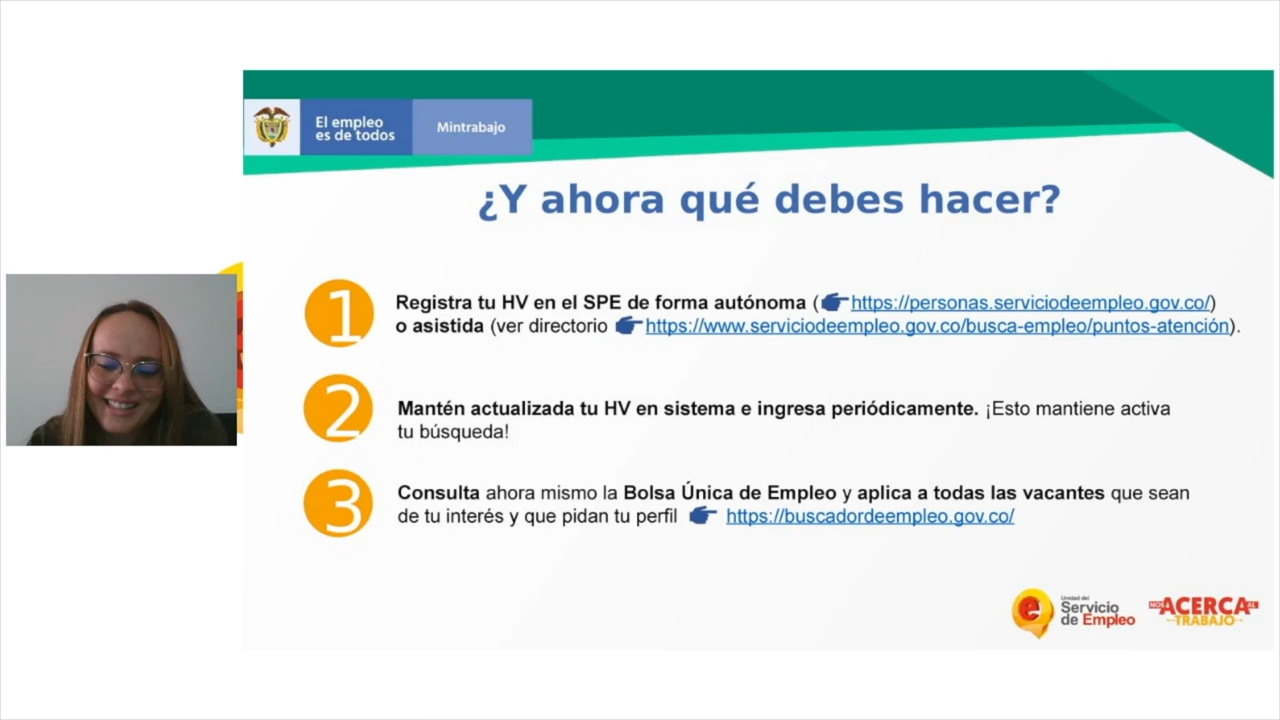 El empleo
es de todos
Mintrabajo
¿Y ahora qué debes hacer?
1
Registra tu HV en el SPE de forma autónoma (https://personas.serviciodeempleo.gov.co/)
o asistida (ver directorio https://www.serviciodeempleo.gov.co/busca-empleo/puntos-atención).
2
Mantén actualizada tu HV en sistema e ingresa periódicamente. ¡Esto mantiene activa
tu búsqueda!
3
Consulta ahora mismo la Bolsa Única de Empleo y aplica a todas las vacantes que sean
de tu interés y que pidan tu perfil https://buscadordeempleo.gov.co/
e
Unidad del
Servicio
de Empleo
NOS ACERCA AL
TRABAJO